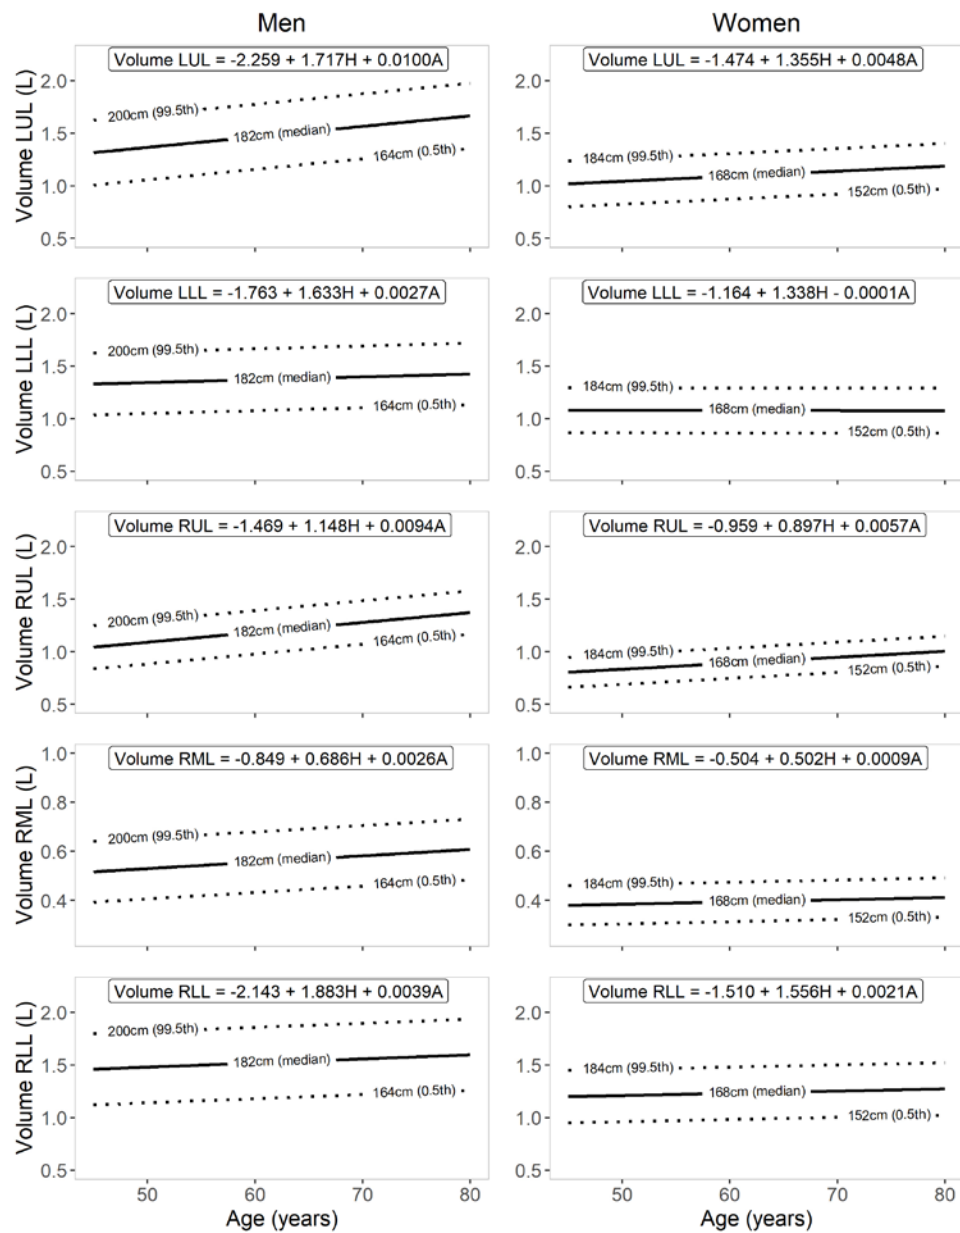 Men
Women
Volume LUL (L)
2.0
1.5
1.0
0.5
Volume LUL = -2.259 + 1.717H + 0.0100A
200cm (99.5th)
182cm (median)
164cm (0.5th)
Volume LUL = -1.474 + 1.355H + 0.0048A
184cm (99.5th)
168cm (median)
152cm (0.5th)
Volume LLL (L)
2.0
1.5
1.0
0.5
Volume LLL = -1.763 + 1.633H + 0.0027A
200cm (99.5th)
182cm (median)
164cm (0.5th)
Volume LLL = -1.164 + 1.338H - 0.0001A
184cm (99.5th)
168cm (median)
152cm (0.5th)
Volume RUL (L)
2.0
1.5
1.0
0.5
Volume RUL = -1.469 + 1.148H + 0.0094A
200cm (99.5th)
182cm (median)
164cm (0.5th)
Volume RUL = -0.959 + 0.897H + 0.0057A
184cm (99.5th)
168cm (median)
152cm (0.5th)
Volume RML (L)
1.0
0.8
0.6
0.4
Volume RML = -0.849 + 0.686H + 0.0026A
200cm (99.5th)
182cm (median)
164cm (0.5th)
Volume RML = -0.504 + 0.502H + 0.0009A
184cm (99.5th)
168cm (median)
152cm (0.5th)
Volume RLL (L)
2.0
1.5
1.0
0.5
Volume RLL = -2.143 + 1.883H + 0.0039A
200cm (99.5th)
182cm (median)
164cm (0.5th)
Volume RLL = -1.510 + 1.556H + 0.0021A
184cm (99.5th)
168cm (median)
152cm (0.5th)
50 60 70 80
50 60 70 80
Age (years)
Age (years)